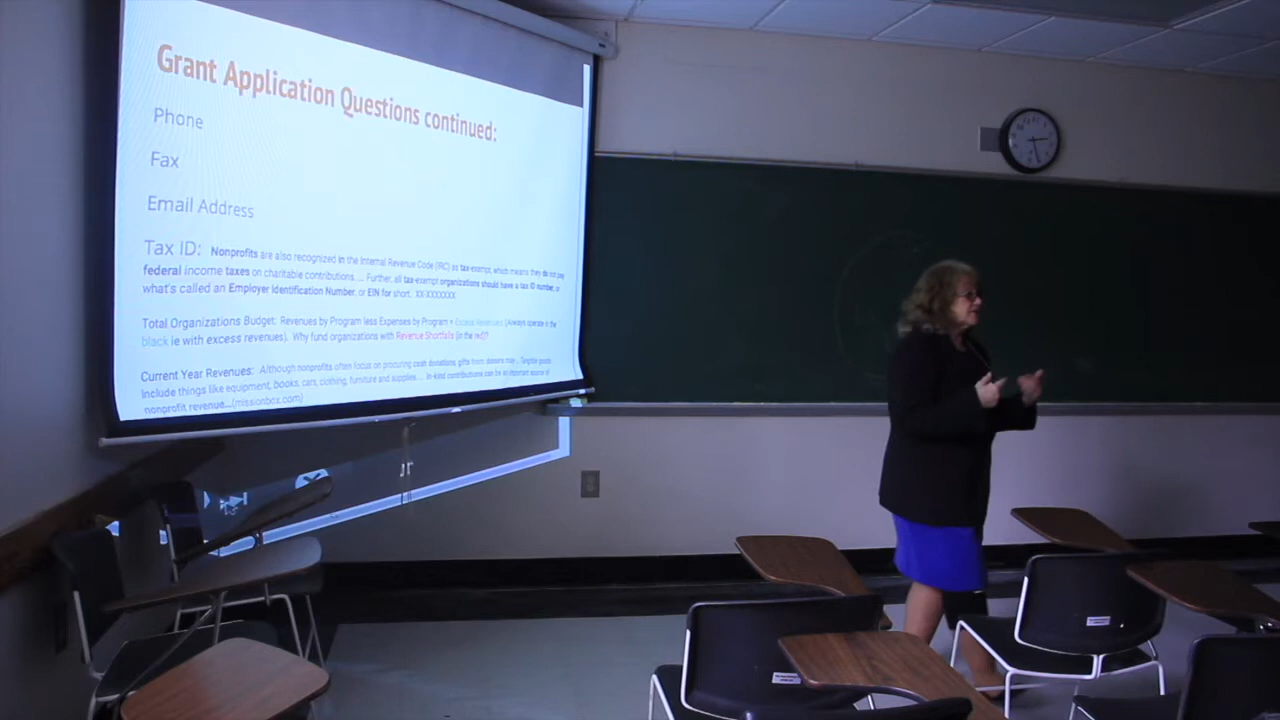 Grant Application Questions continued:
Phone
Fax
Email Address
Tax ID: Nonprofits are also recognized in the Internal Revenue Code (IRC) as tax-exempt, which means they do not pay
federal income taxes on charitable contributions. ... Further, all tax-exempt organizations should have a tax ID number, or
what's called an Employer Identification Number, or EIN for short. XX-XXXXXXX
Total Organizations Budget: Revenues by Program less Expenses by Program = Excess Revenues (Always operate in the
black ie with excess revenues). Why fund organizations with Revenue Shortfalls (in the red)?
Current Year Revenues: Although nonprofits often focus on procuring cash donations, gifts from donors may... Tangible goods
include things like equipment, books, cars, clothing, furniture and supplies. ... In-kind contributions can be an important source of
nonprofit revenue...(missionbox.com)